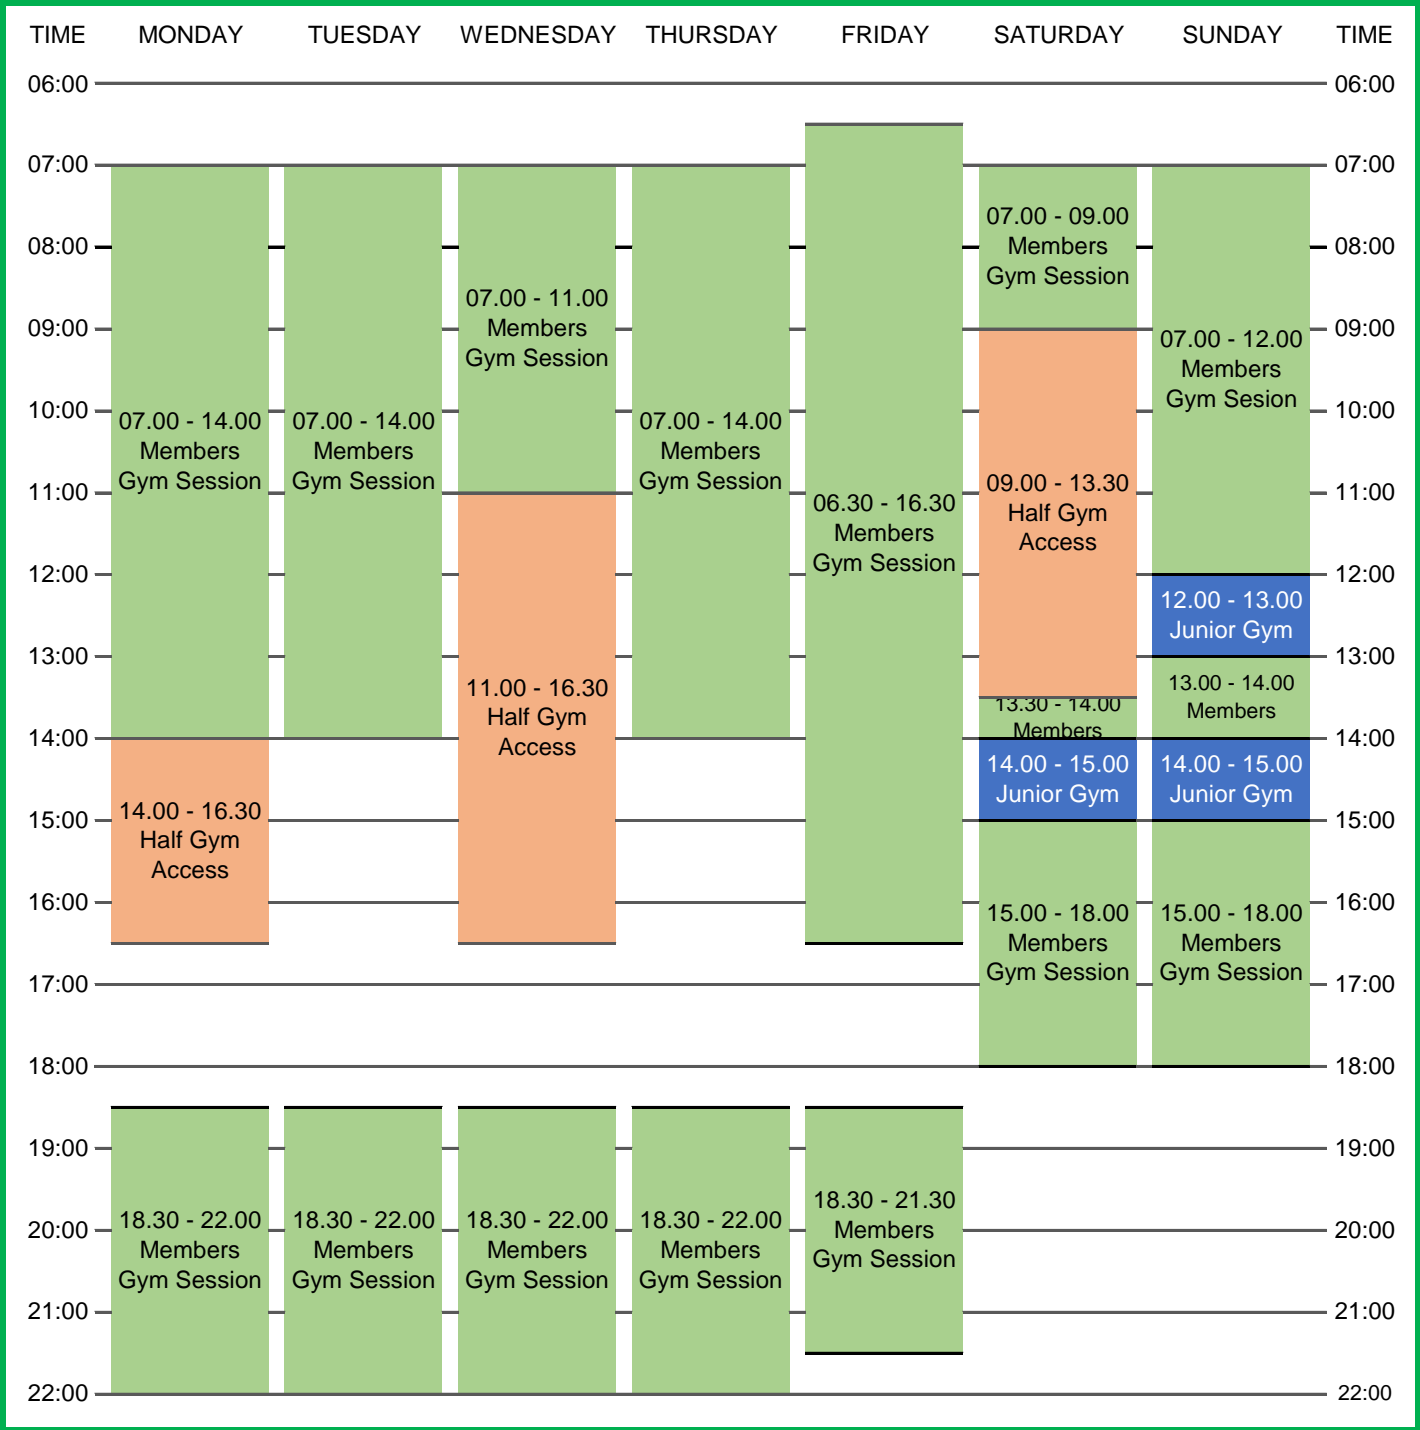 TIME MONDAY TUESDAY WEDNESDAY THURSDAY FRIDAY SATURDAY SUNDAY TIME
06:00 06:00
07:00 07:00
08:00 08:00
09:00 09:00
10:00 10:00
11:00 11:00
12:00 12:00
13:00 13:00
14:00 14:00
15:00 15:00
16:00 16:00
17:00 17:00
18:00 18:00
19:00 19:00
20:00 20:00
21:00 21:00
22:00 22:00
07.00 - 14.00
Members
Gym Session
14.00 - 16.30
Half Gym
Access
18.30 - 22.00
Members
Gym Session
07.00 - 14.00
Members
Gym Session
18.30 - 22.00
Members
Gym Session
07.00 - 11.00
Members
Gym Session
11.00 - 16.30
Half Gym
Access
18.30 - 22.00
Members
Gym Session
07.00 - 14.00
Members
Gym Session
18.30 - 22.00
Members
Gym Session
06.30 - 16.30
Members
Gym Session
18.30 - 21.30
Members
Gym Session
07.00 - 09.00
Members
Gym Session
09.00 - 13.30
Half Gym
Access
13.30 - 14.00
Members
14.00 - 15.00
Junior Gym
15.00 - 18.00
Members
Gym Session
07.00 - 12.00
Members
Gym Sesion
12.00 - 13.00
Junior Gym
13.00 - 14.00
Members
14.00 - 15.00
Junior Gym
15.00 - 18.00
Members
Gym Session